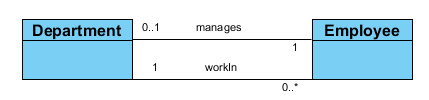 Department
0..1 manages
1
Employee
1 workIn
0..*